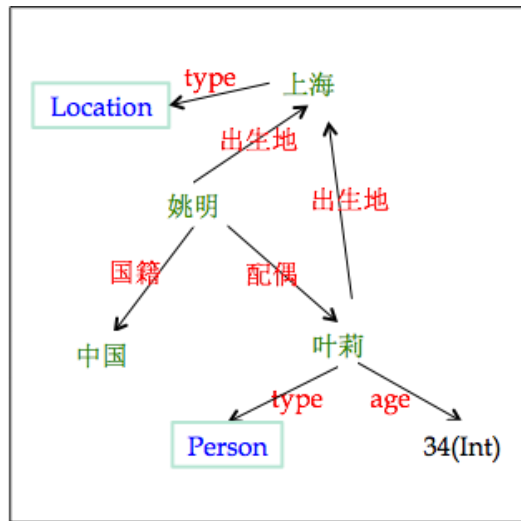 type
上海
Location
出生地
姚明
出生地
国籍
配偶
中国
叶莉
type
age
Person
34(Int)